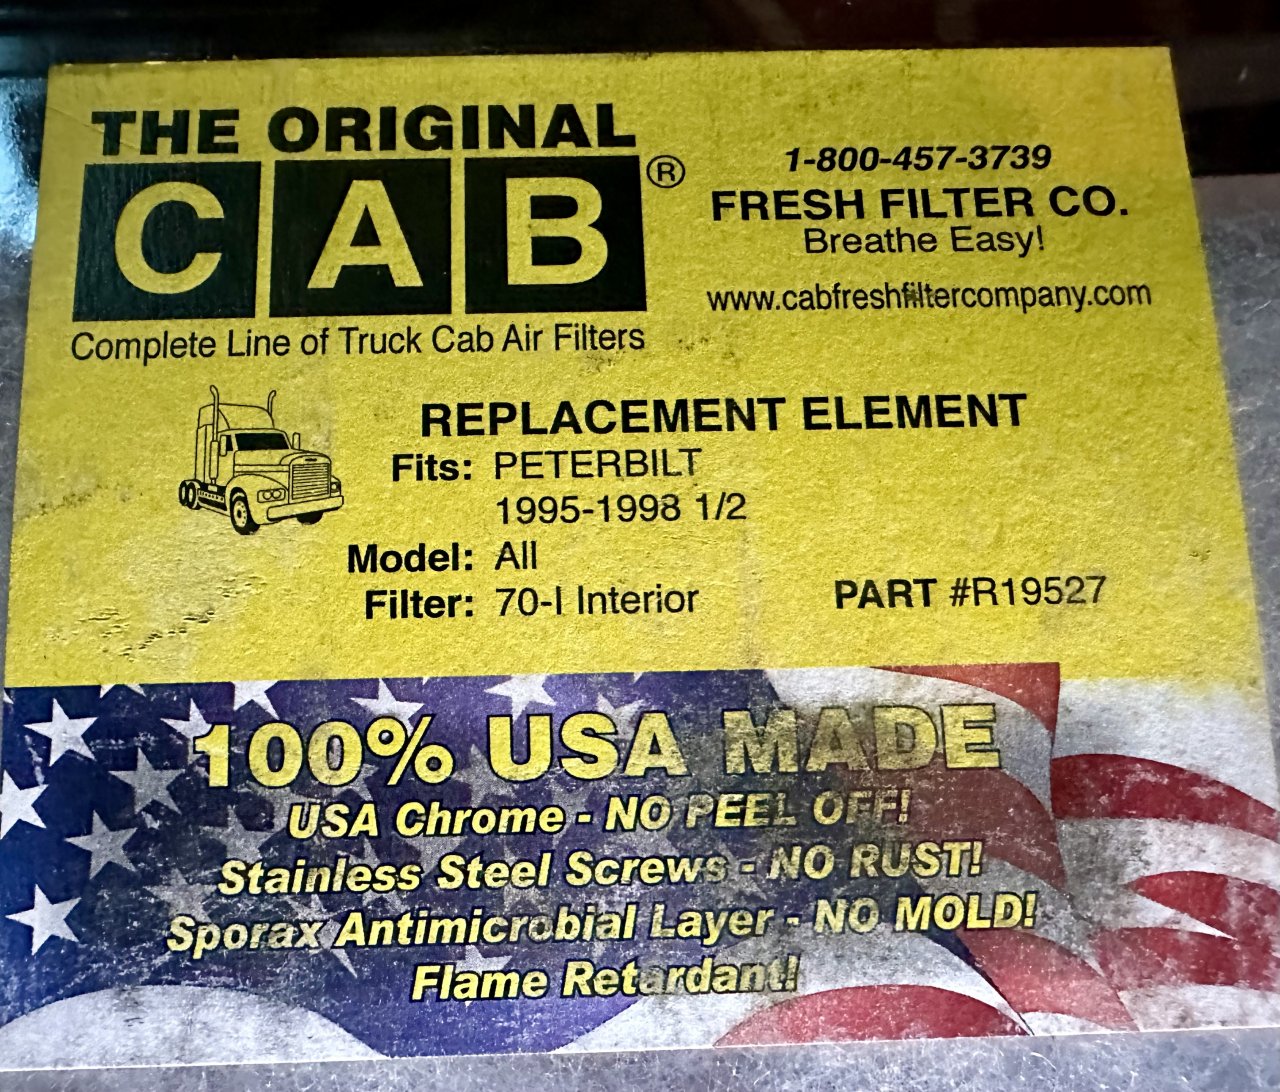 THE ORIGINAL
CAB®
Complete Line of Truck Cab Air Filters
1-800-457-3739
FRESH FILTER CO.
Breathe Easy!
www.cabfreshfiltercompany.com
REPLACEMENT ELEMENT
Fits: PETERBILT
1995-1998 1/2
Model: All
Filter: 70-I Interior
PART #R19527
100% USA MADE
USA Chrome - NO PEEL OFF!
Stainless Steel Screws - NO RUST!
Sporax Antimicrobial Layer - NO MOLD!
Flame Retardant!